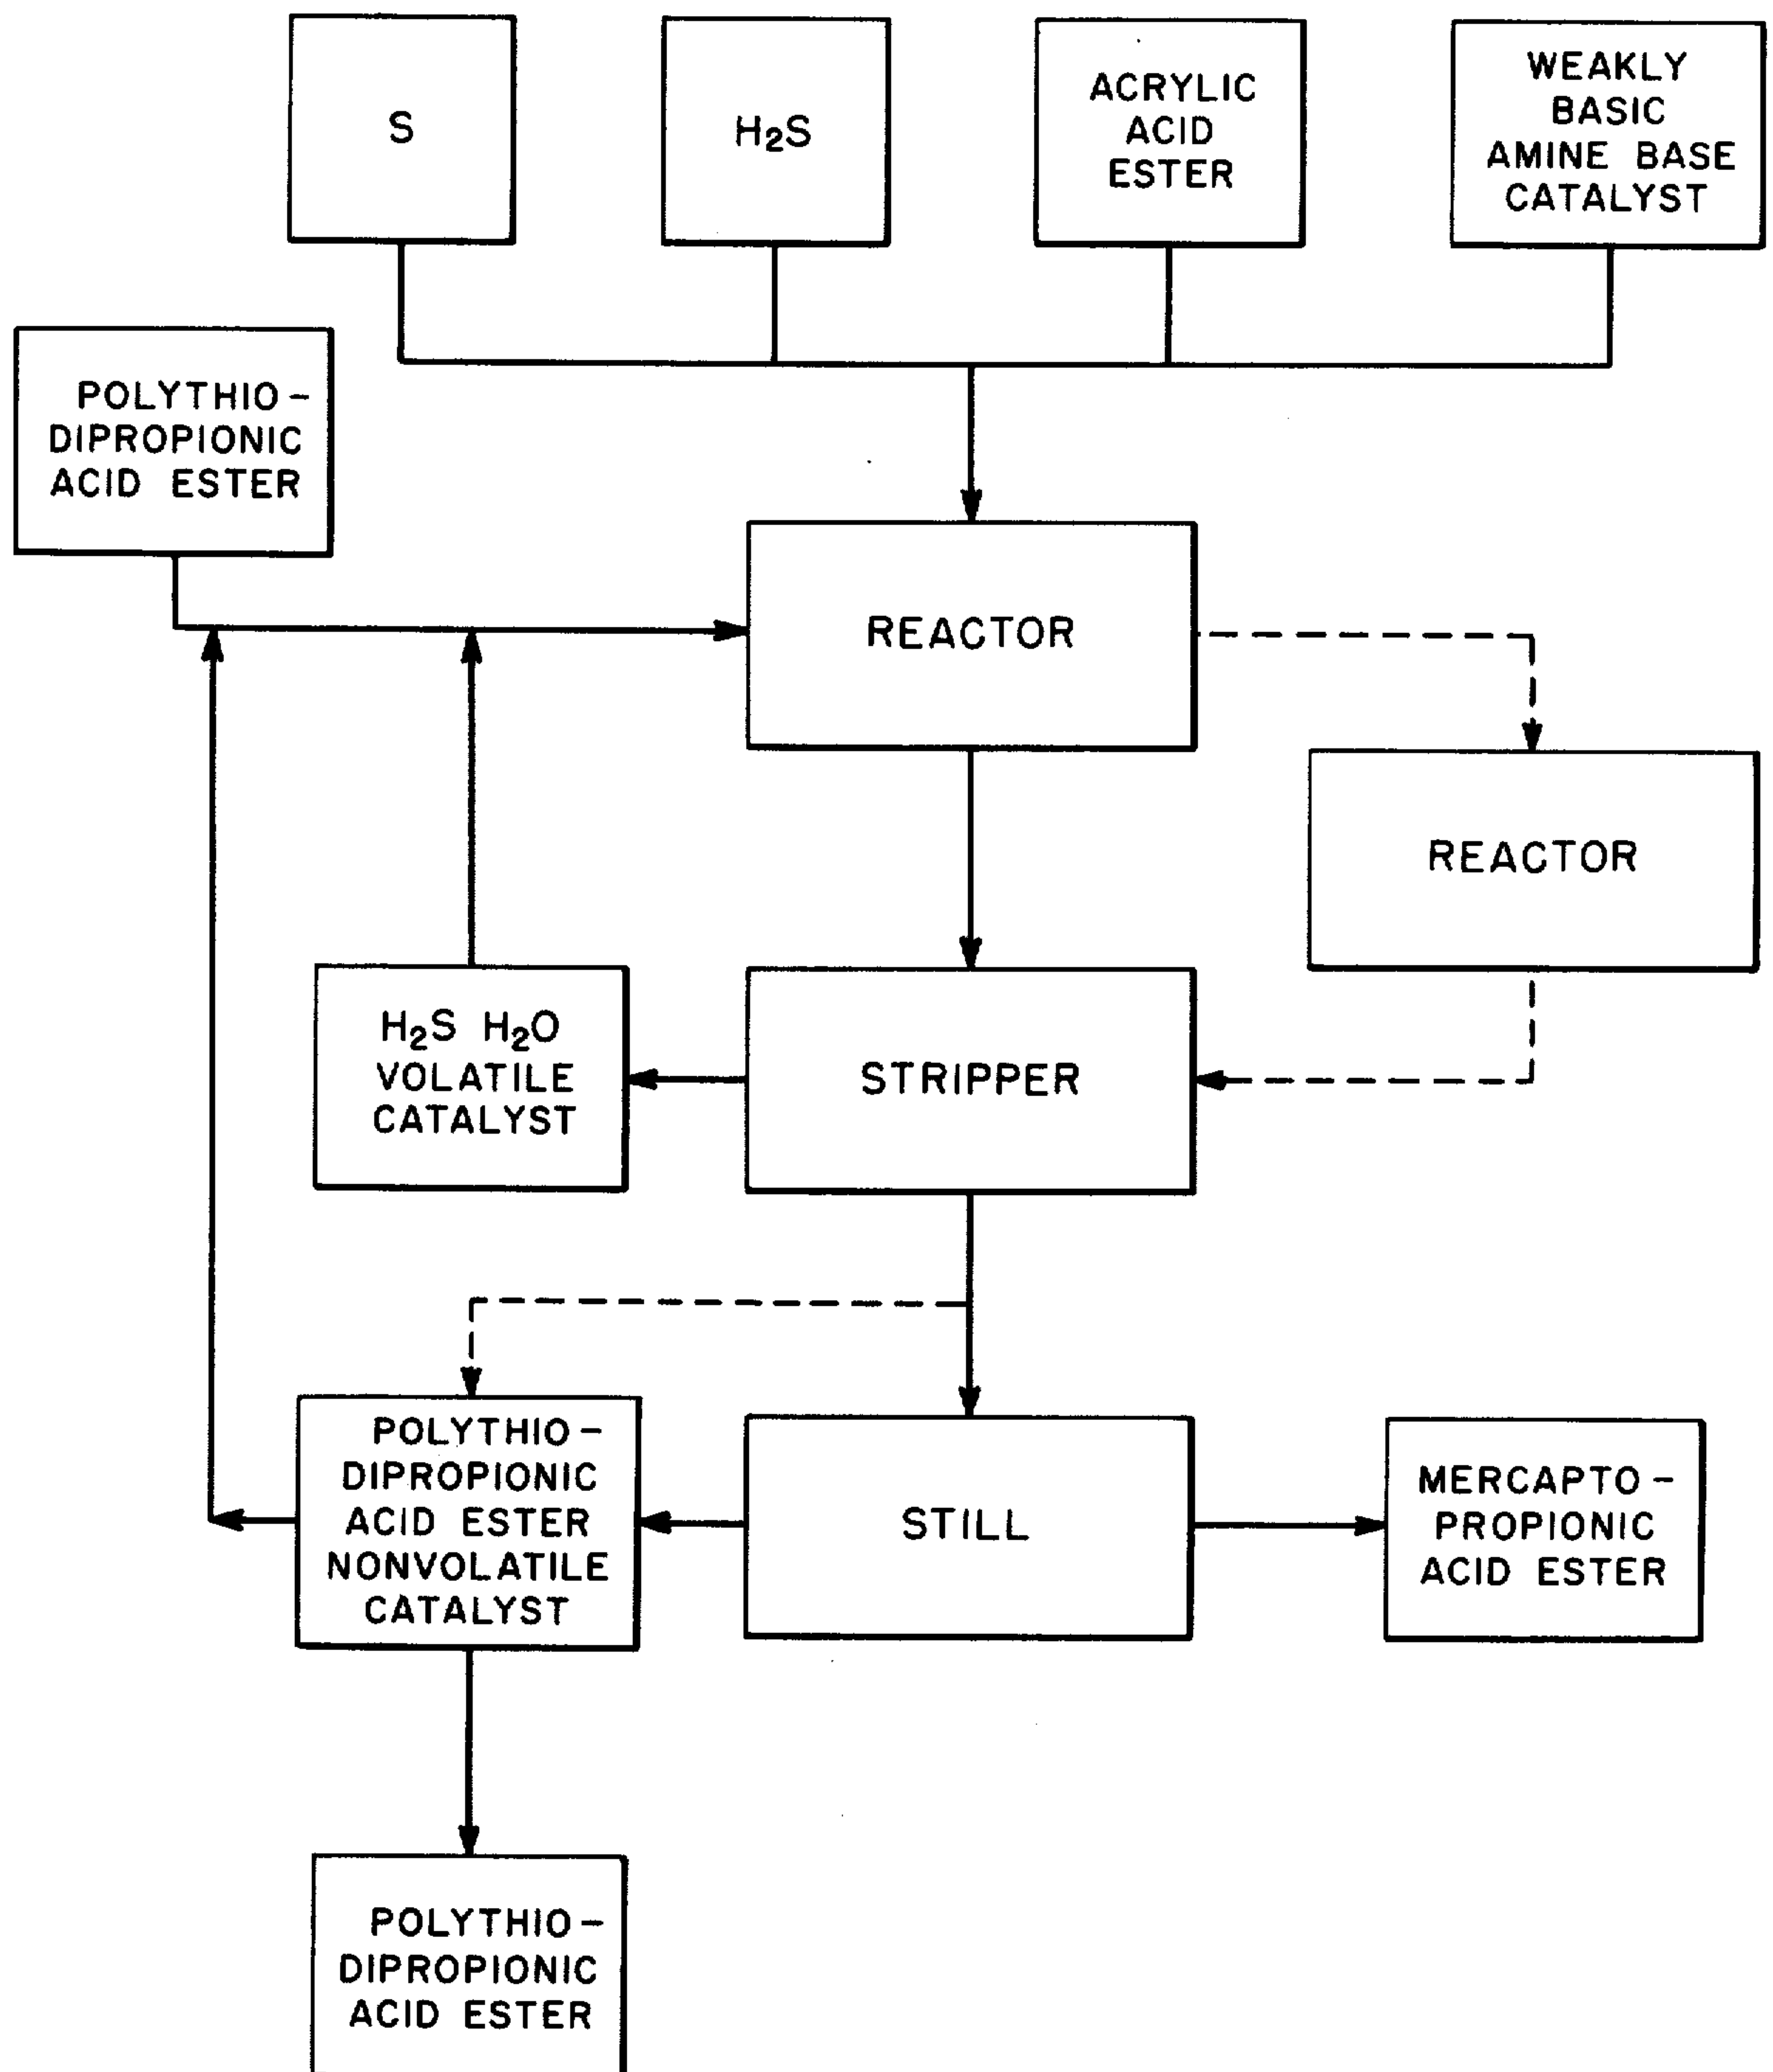 S
H₂S
ACRYLIC
ACID
ESTER
WEAKLY
BASIC
AMINE BASE
CATALYST
POLYTHIO-
DIPROPIONIC
ACID ESTER
REACTOR
REACTOR
H₂S H₂O
VOLATILE
CATALYST
STRIPPER
POLYTHIO-
DIPROPIONIC
ACID ESTER
NONVOLATILE
CATALYST
STILL
MERCAPTO-
PROPIONIC
ACID ESTER
POLYTHIO-
DIPROPIONIC
ACID ESTER